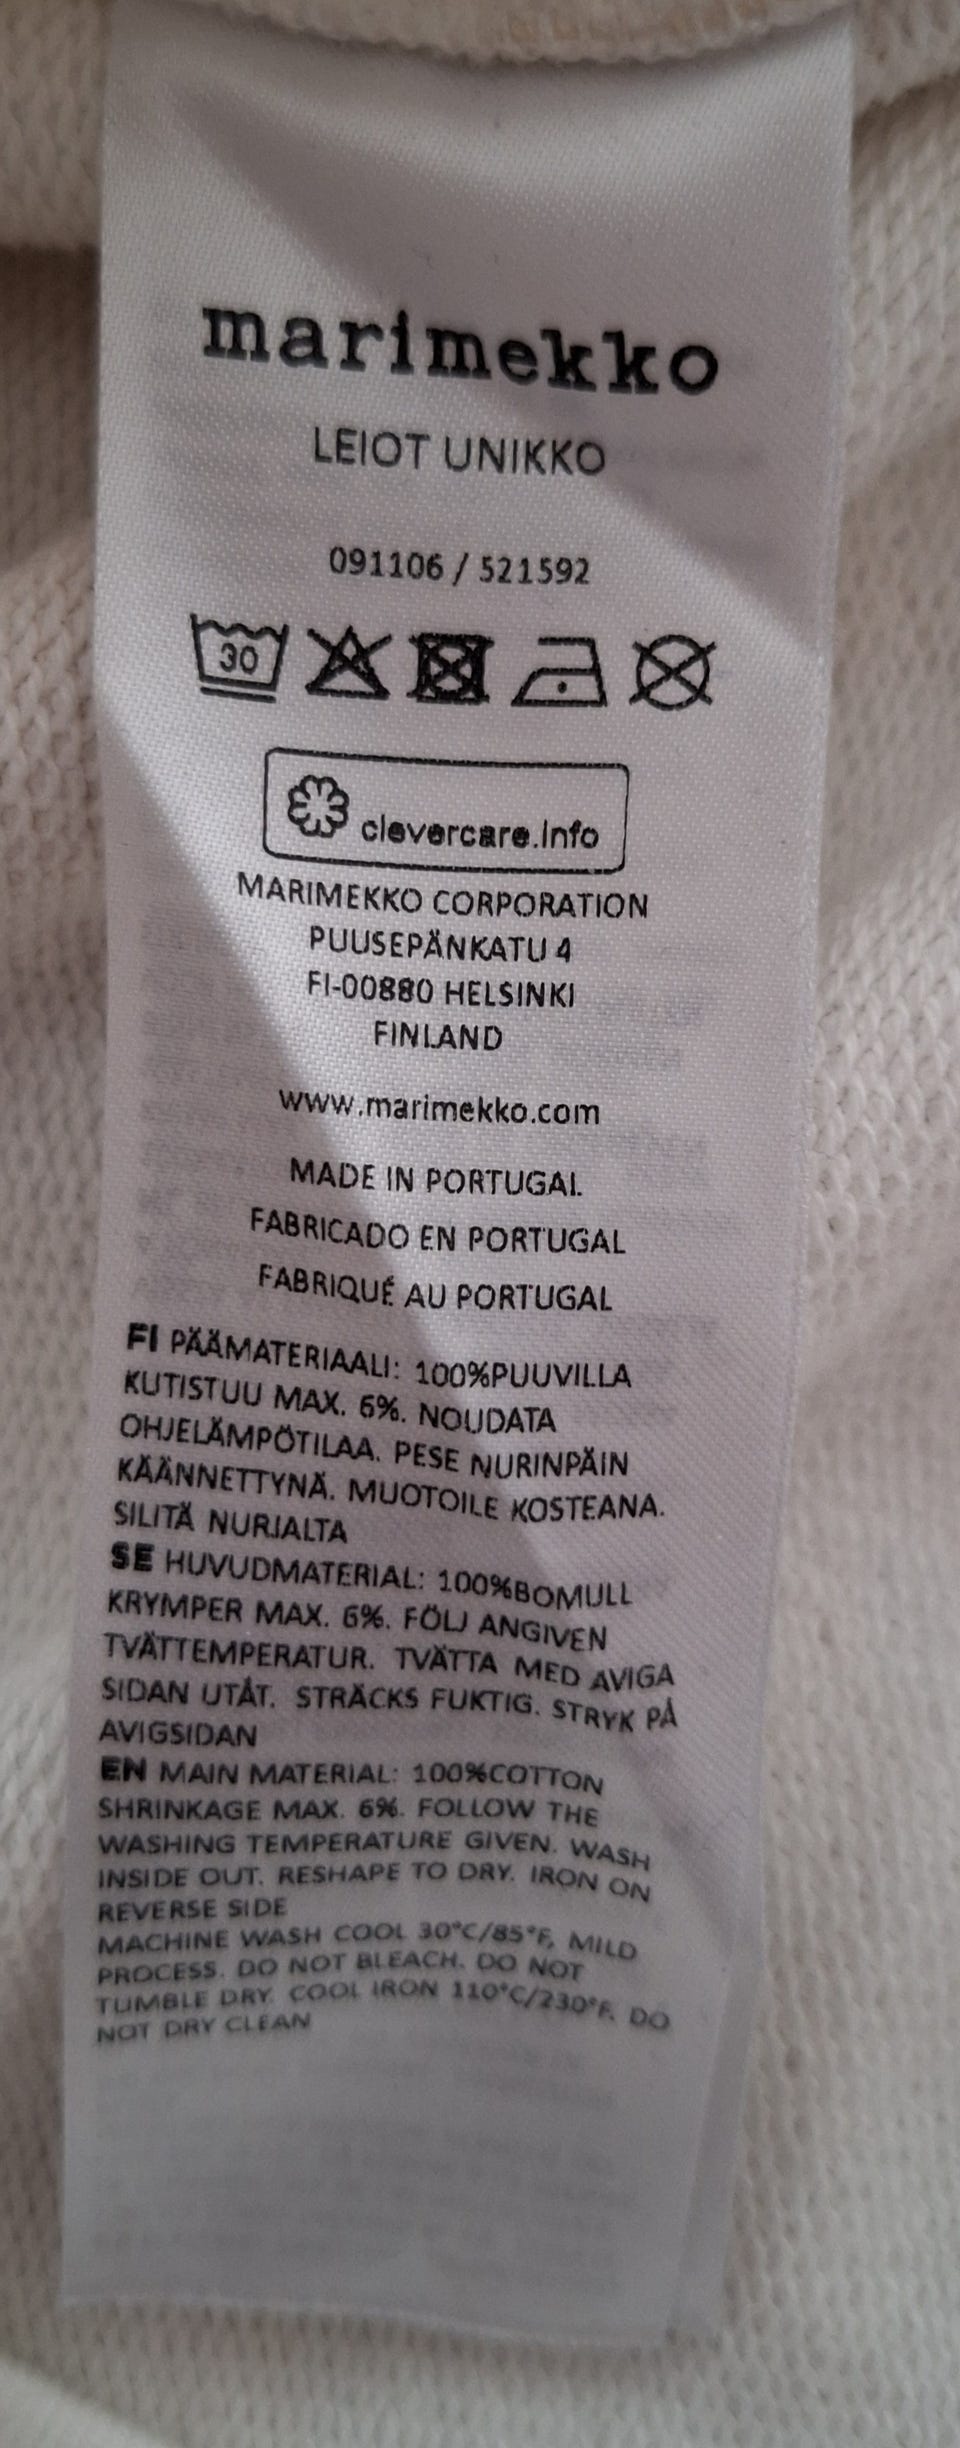 marimekko
LEIOT UNIKKO
091106 / 521592
30
clevercare.info
MARIMEKKO CORPORATION
PUUSEPÄNKATU 4
FI-00880 HELSINKI
FINLAND
www.marimekko.com
MADE IN PORTUGAL
FABRICADO EN PORTUGAL
FABRIQUÉ AU PORTUGAL
FI PÄÄMATERIAALI: 100%PUUVILLA
KUTISTUU MAX. 6%. NOUDATA
OHJELÄMPÖTILAA. PESE NURINPÄIN
KÄÄNNETTYNÄ. MUOTOILE KOSTEANA.
SILITÄ NURJALTA
SE HUVUDMATERIAL: 100%BOMULL
KRYMPER MAX. 6%. FÖLJ ANGIVEN
TVÄTTEMPERATUR. TVÄTTA MED AVIGA
SIDAN UTÅT. STRÄCKS FUKTIG. STRYK PÅ
AVIGSIDAN
EN MAIN MATERIAL: 100%COTTON
SHRINKAGE MAX. 6%. FOLLOW THE
WASHING TEMPERATURE GIVEN. WASH
INSIDE OUT. RESHAPE TO DRY. IRON ON
REVERSE SIDE
MACHINE WASH COOL 30°C/85°F, MILD
PROCESS. DO NOT BLEACH. DO NOT
TUMBLE DRY. COOL IRON 110°C/230°F. DO
NOT DRY CLEAN